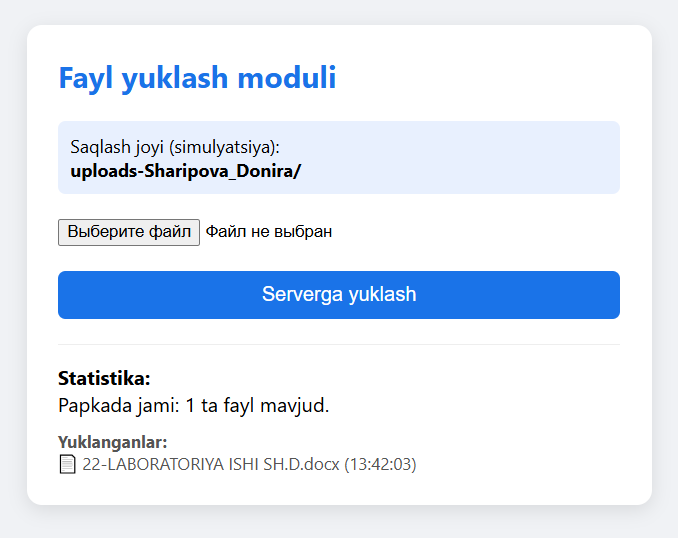 Fayl yuklash moduli
Saqlash joyi (simulyatsiya):
uploads-Sharipova_Donira/
Выберите файл Файл не выбран
Serverga yuklash
Statistika:
Papkada jami: 1 ta fayl mavjud.
Yuklanganlar:
22-LABORATORIYA ISHI SH.D.docx (13:42:03)